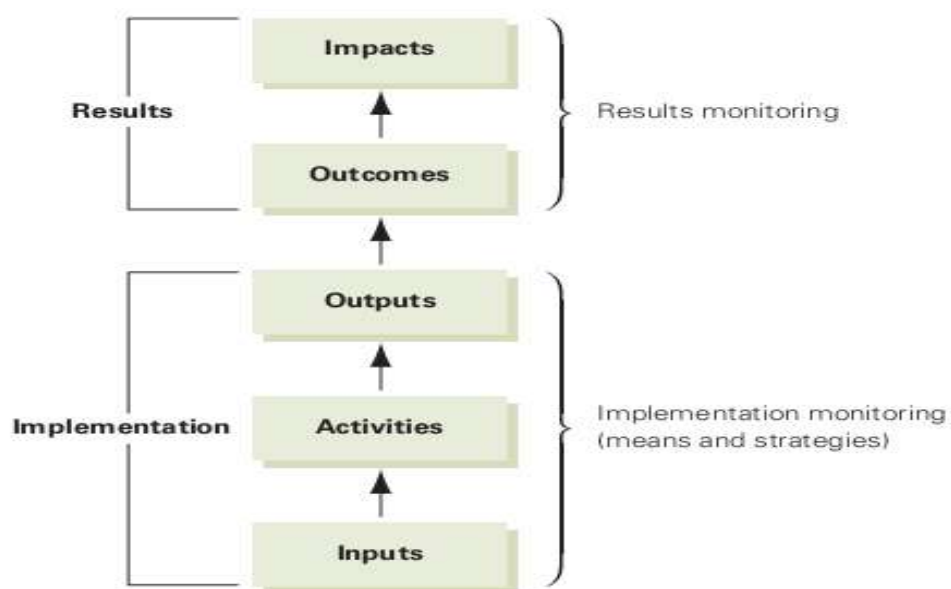 Impacts
Results
Results monitoring
Outcomes
Outputs
Implementation
Activities
Implementation monitoring
(means and strategies)
Inputs